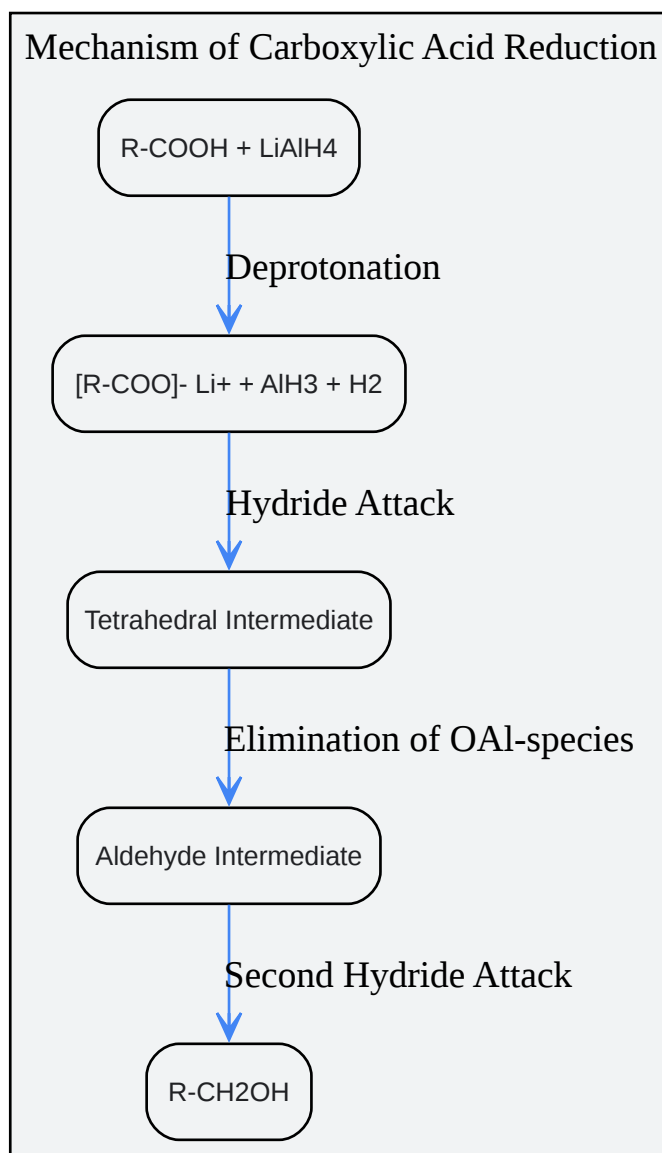 Mechanism of Carboxylic Acid Reduction
R-COOH + LiAlH4
Deprotonation
[R-COO]- Li+ + AlH3 + H2
Hydride Attack
Tetrahedral Intermediate
Elimination of OAl-species
Aldehyde Intermediate
Second Hydride Attack
R-CH2OH